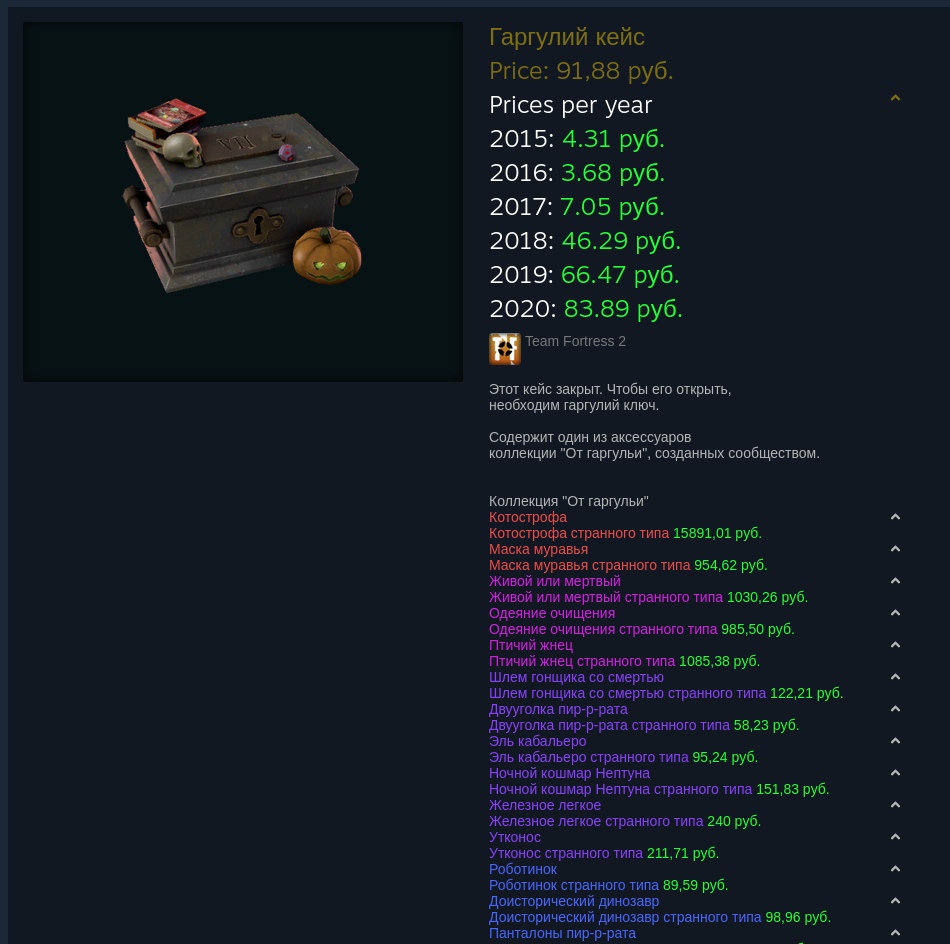 Гаргулий кейс
Price: 91,88 руб.
Prices per year
2015: 4.31 руб.
2016: 3.68 руб.
2017: 7.05 руб.
2018: 46.29 руб.
2019: 66.47 руб.
2020: 83.89 руб.
Team Fortress 2
Этот кейс закрыт. Чтобы его открыть,
необходим гаргулий ключ.
Содержит один из аксессуаров
коллекции "От гаргульи", созданных сообществом.
Коллекция "От гаргульи"
Котострофа
Котострофа странного типа 15891,01 руб.
Маска муравья
Маска муравья странного типа 954,62 руб.
Живой или мертвый
Живой или мертвый странного типа 1030,26 руб.
Одеяние очищения
Одеяние очищения странного типа 985,50 руб.
Птичий жнец
Птичий жнец странного типа 1085,38 руб.
Шлем гонщика со смертью
Шлем гонщика со смертью странного типа 122,21 руб.
Двууголка пир-р-рата
Двууголка пир-р-рата странного типа 58,23 руб.
Эль кабальеро
Эль кабальеро странного типа 95,24 руб.
Ночной кошмар Нептуна
Ночной кошмар Нептуна странного типа 151,83 руб.
Железное легкое
Железное легкое странного типа 240 руб.
Утконос
Утконос странного типа 211,71 руб.
Роботинок
Роботинок странного типа 89,59 руб.
Доисторический динозавр
Доисторический динозавр странного типа 98,96 руб.
Панталоны пир-р-рата